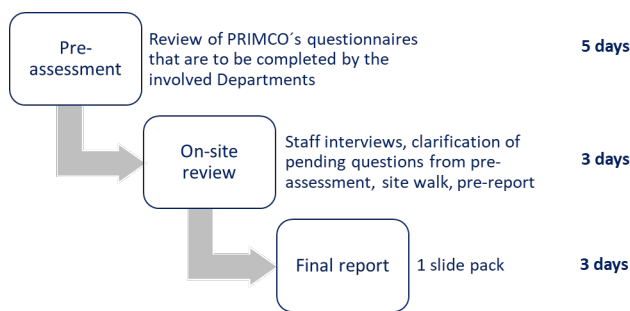 Pre-
assessment
Review of PRIMCO´s questionnaires
that are to be completed by the
involved Departments
5 days
On-site
review
Staff interviews, clarification of
pending questions from pre-
assessment, site walk, pre-report
3 days
Final report
1 slide pack
3 days